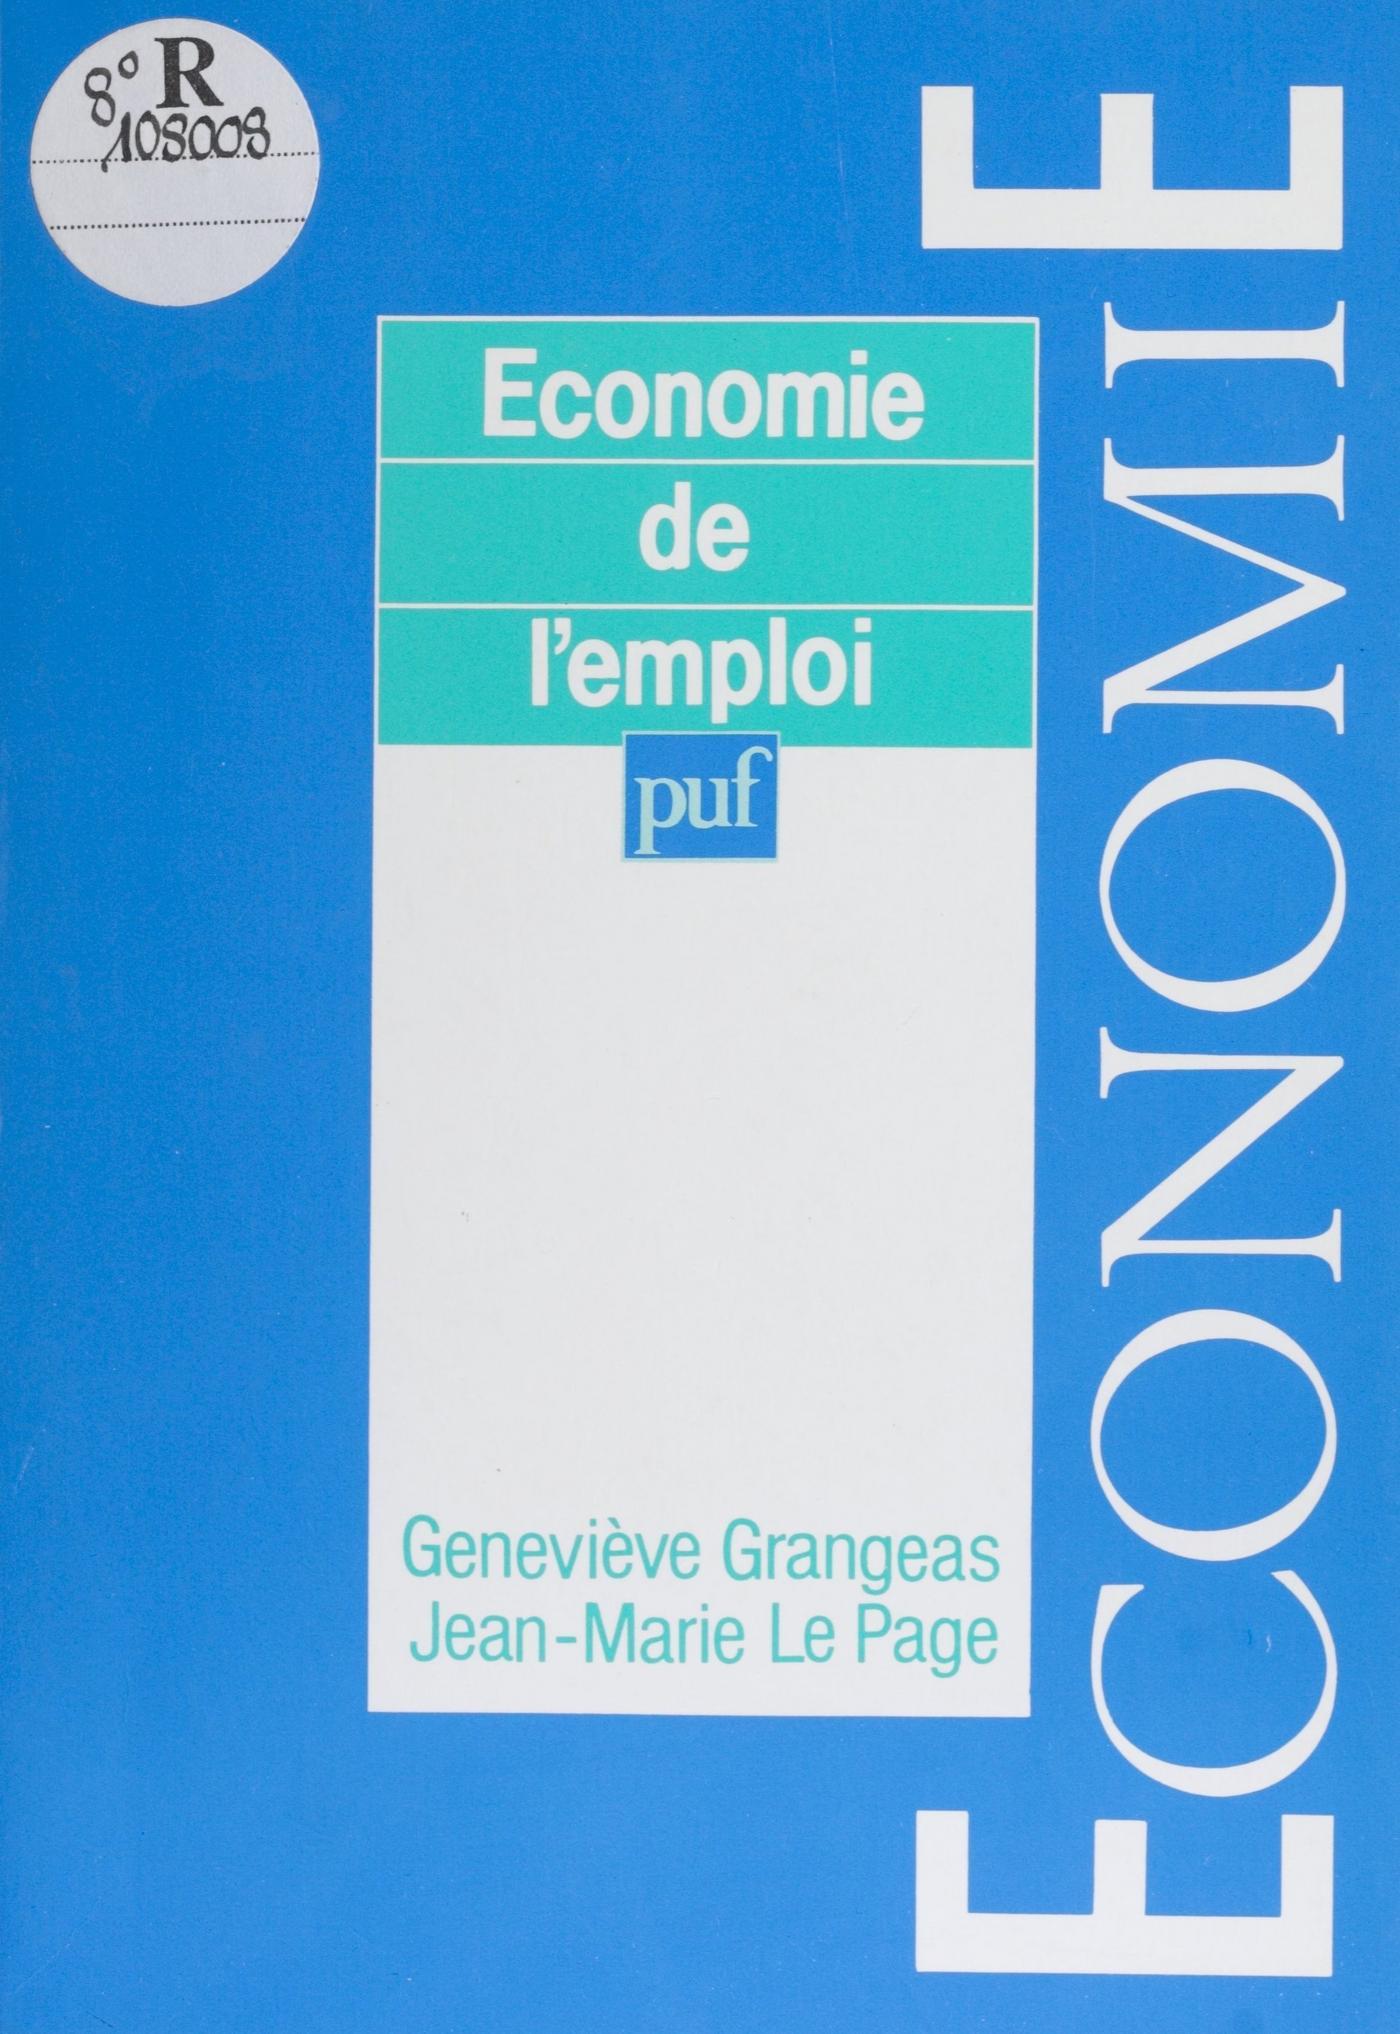 8° R
108008
Economie
de
l'emploi
puf
Geneviève Grangeas
Jean-Marie Le Page
ECONOMIE